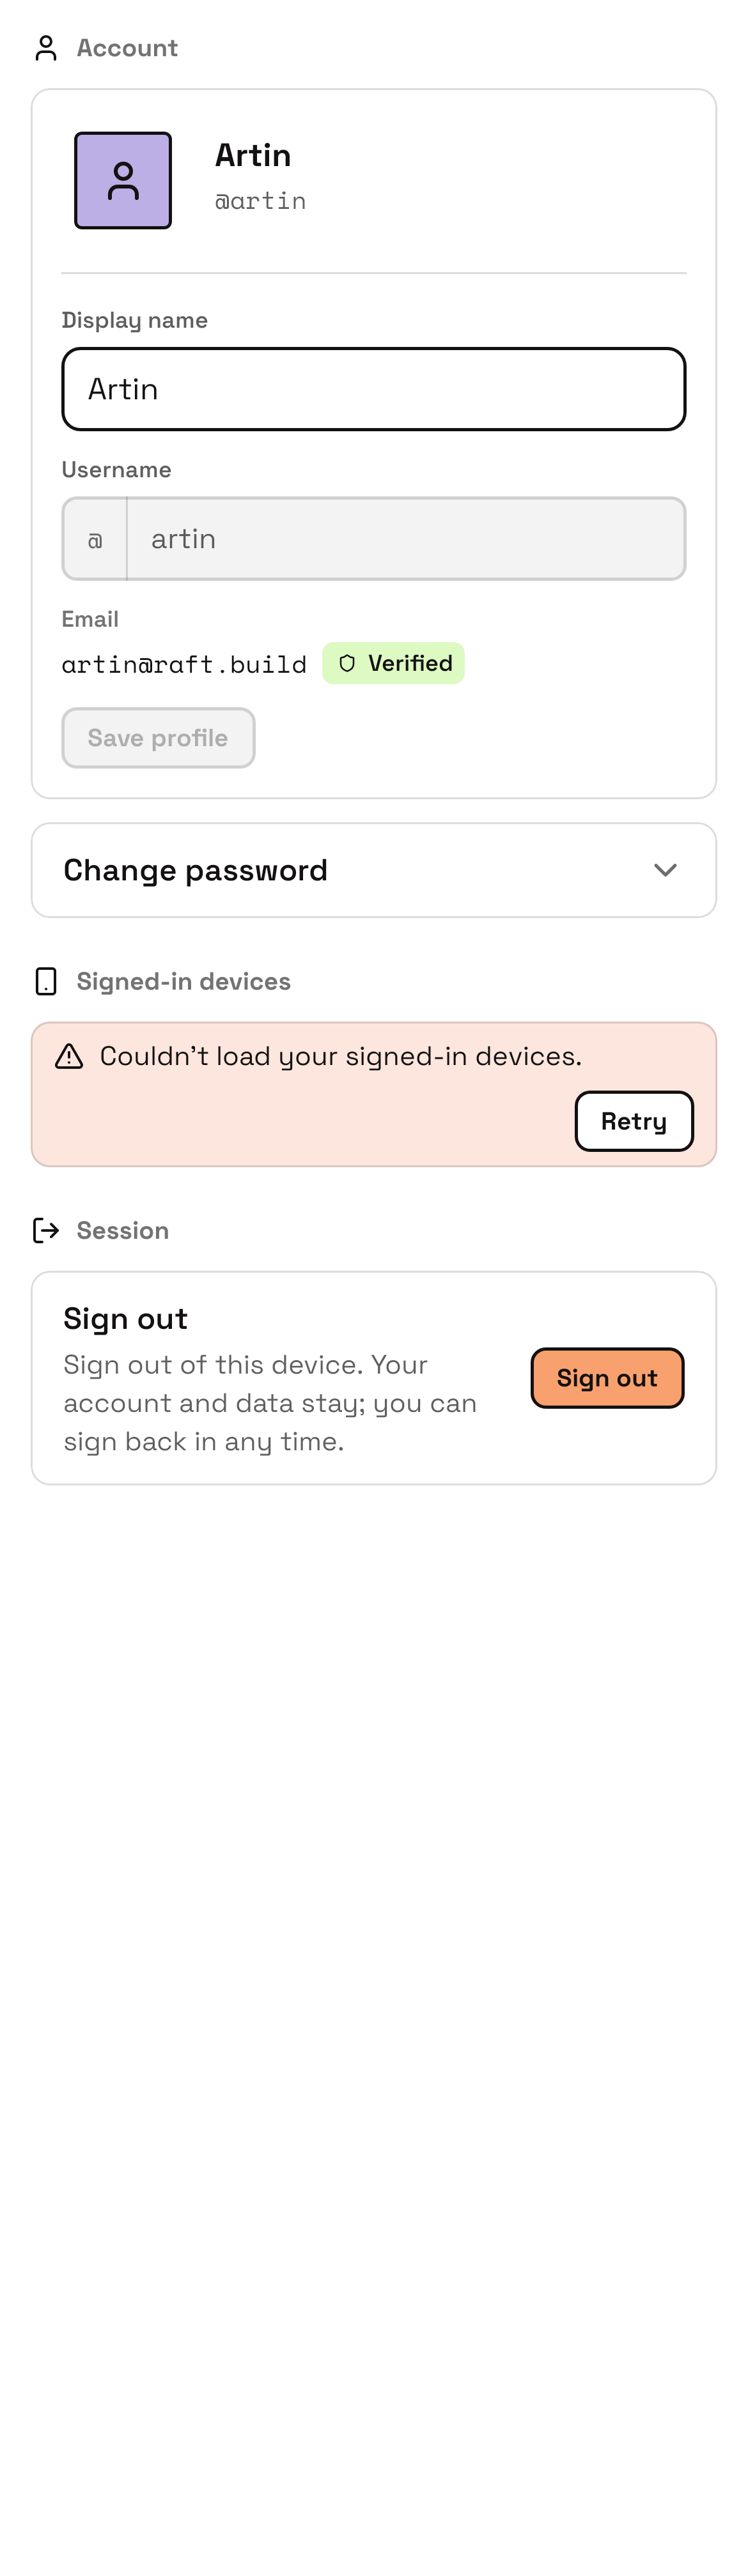 Account
Artin
@artin
Display name
Artin
Username
@ artin
Email
artin@raft.build Verified
Save profile
Change password
Signed-in devices
Couldn’t load your signed-in devices.
Retry
Session
Sign out
Sign out of this device. Your
account and data stay; you can
sign back in any time.
Sign out